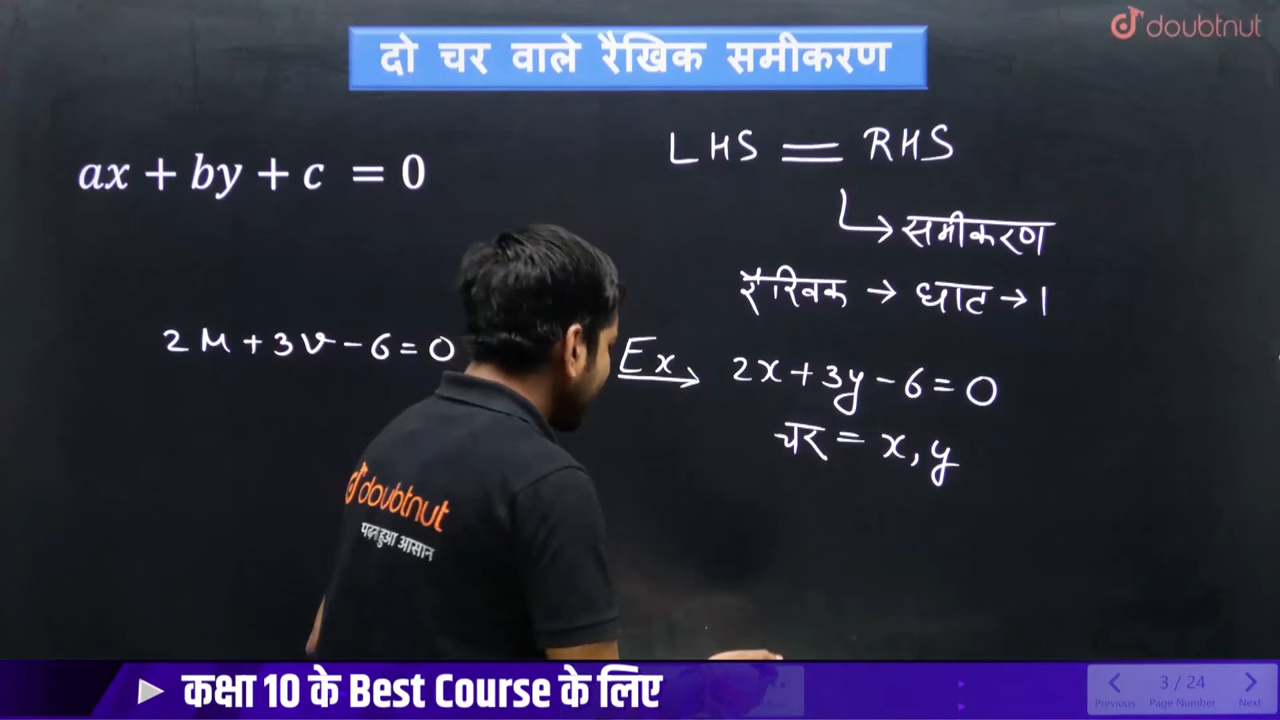 doubtnut
दो चर वाले रैखिक समीकरण
ax + by + c = 0
LHS = RHS
↳ समीकरण
रैखिक → घात → 1
2u + 3v - 6 = 0
Ex → 2x + 3y - 6 = 0
चर = x, y
doubtnut
पढ़ना हुआ आसान
कक्षा 10 के Best Course के लिए
3 / 24
Previous Page Number Next